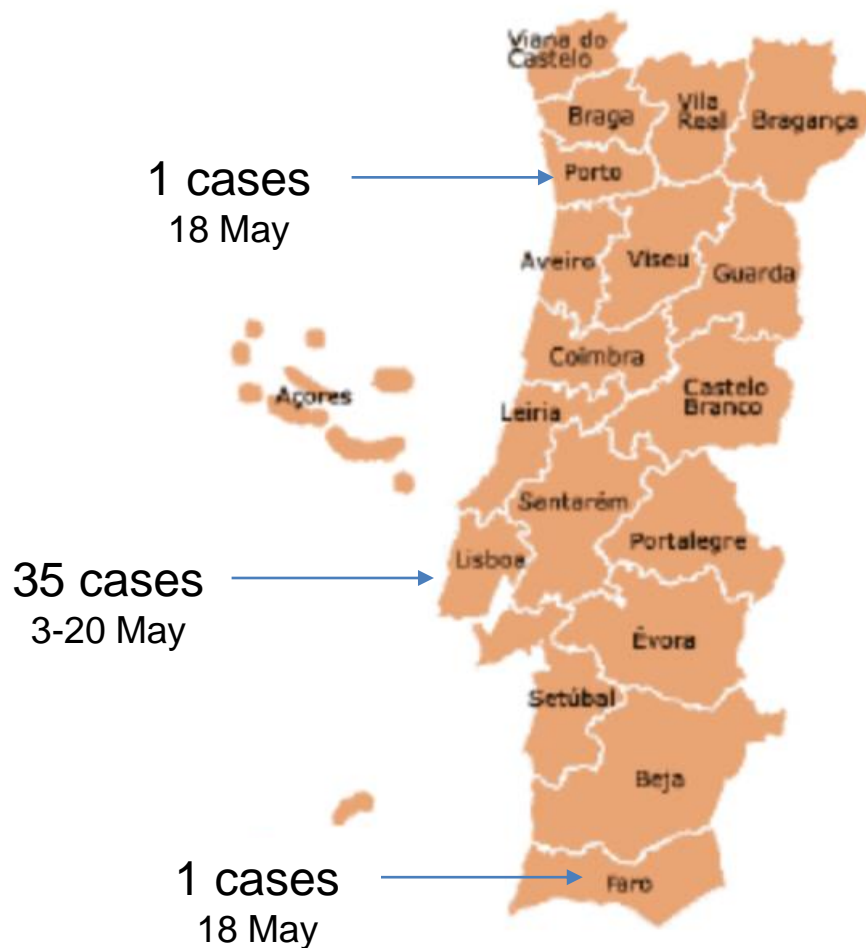 Viana do
Castelo
Braga
Vila
Real
Bragança
1 cases
18 May
Porto
Aveiro
Viseu
Guarda
Coimbra
Açores
Castelo
Branco
Leiria
Santarém
Portalegre
35 cases
3-20 May
Lisboa
Évora
Setúbal
Beja
1 cases
18 May
Faro